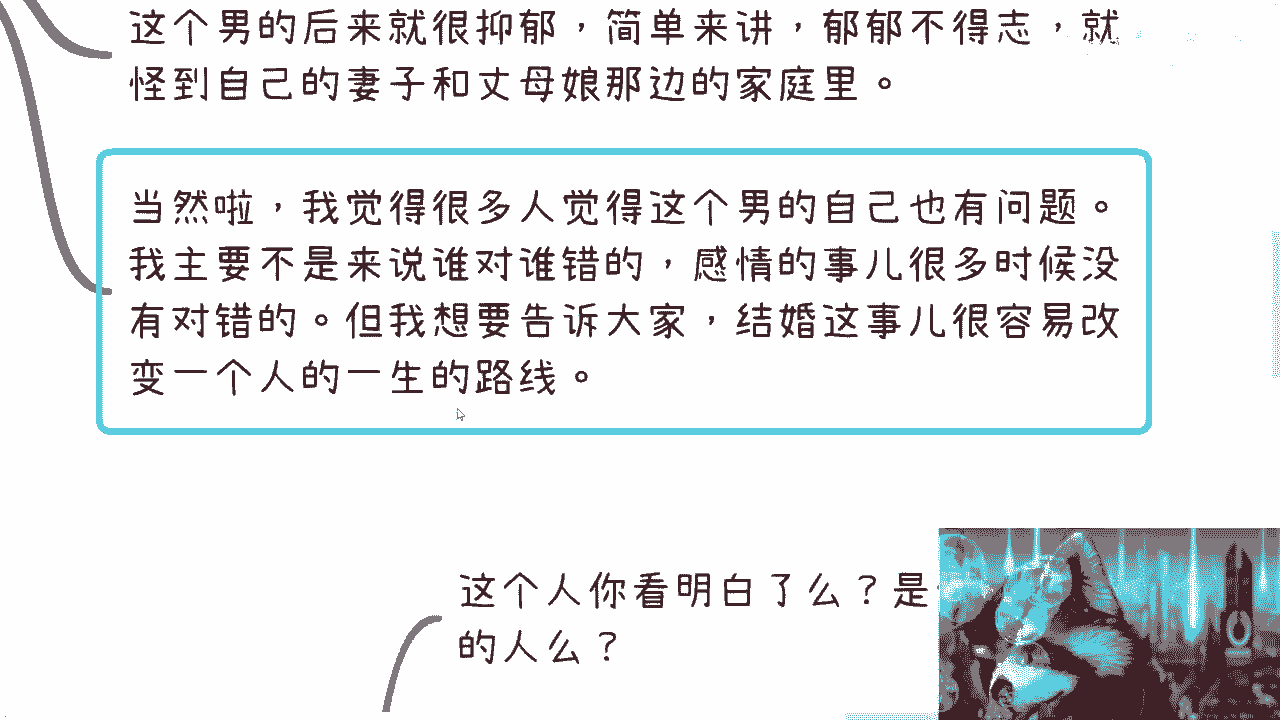 这个男的后来就很抑郁，简单来讲，郁郁不得志，就
怪到自己的妻子和丈母娘那边的家庭里。
当然啦，我觉得很多人觉得这个男的自己也有问题。
我主要不是来说谁对谁错的，感情的事儿很多时候没
有对错的。但我想要告诉大家，结婚这事儿很容易改
变一个人的一生的路线。
这个人你看明白了么？是
的人么？